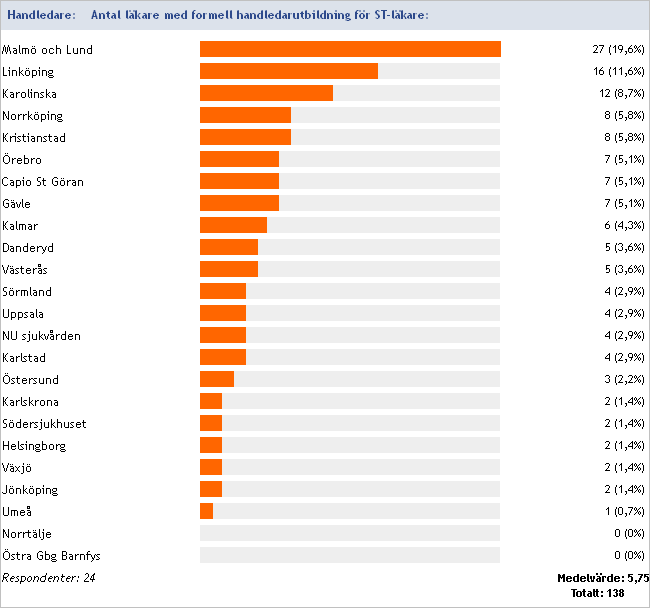 Handledare: Antal läkare med formell handledarutbildning för ST-läkare:
Malmö och Lund 27 (19,6%)
Linköping 16 (11,6%)
Karolinska 12 (8,7%)
Norrköping 8 (5,8%)
Kristianstad 8 (5,8%)
Örebro 7 (5,1%)
Capio St Göran 7 (5,1%)
Gävle 7 (5,1%)
Kalmar 6 (4,3%)
Danderyd 5 (3,6%)
Västerås 5 (3,6%)
Sörmland 4 (2,9%)
Uppsala 4 (2,9%)
NU sjukvården 4 (2,9%)
Karlstad 4 (2,9%)
Östersund 3 (2,2%)
Karlskrona 2 (1,4%)
Södersjukhuset 2 (1,4%)
Helsingborg 2 (1,4%)
Växjö 2 (1,4%)
Jönköping 2 (1,4%)
Umeå 1 (0,7%)
Norrtälje 0 (0%)
Östra Gbg Barnfys 0 (0%)
Respondenter: 24 Medelvärde: 5,75
Totalt: 138